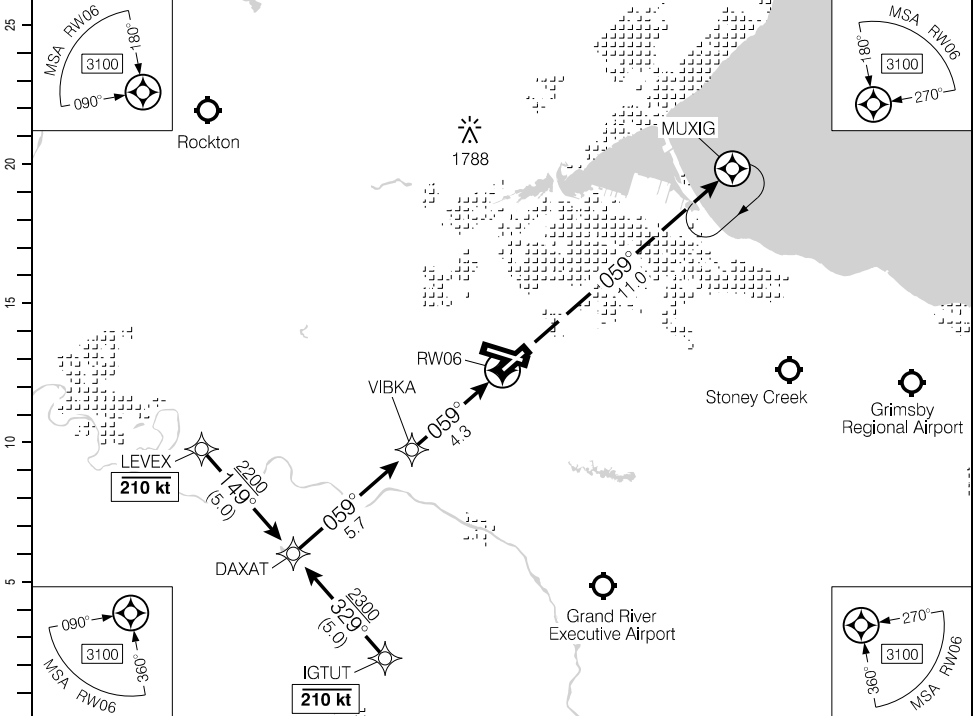 25
20
15
10
5
MSA RW06
180°
3100
090°
MSA RW06
180°
3100
270°
Rockton
1788
MUXIG
059°
11.0
RW06
VIBKA
059°
4.3
Stoney Creek
Grimsby
Regional Airport
LEVEX
210 kt
2200
149°
(5.0)
059°
5.7
DAXAT
2300
329°
(5.0)
IGTUT
210 kt
Grand River
Executive Airport
090°
3100
360°
MSA RW06
270°
3100
360°
MSA RW06